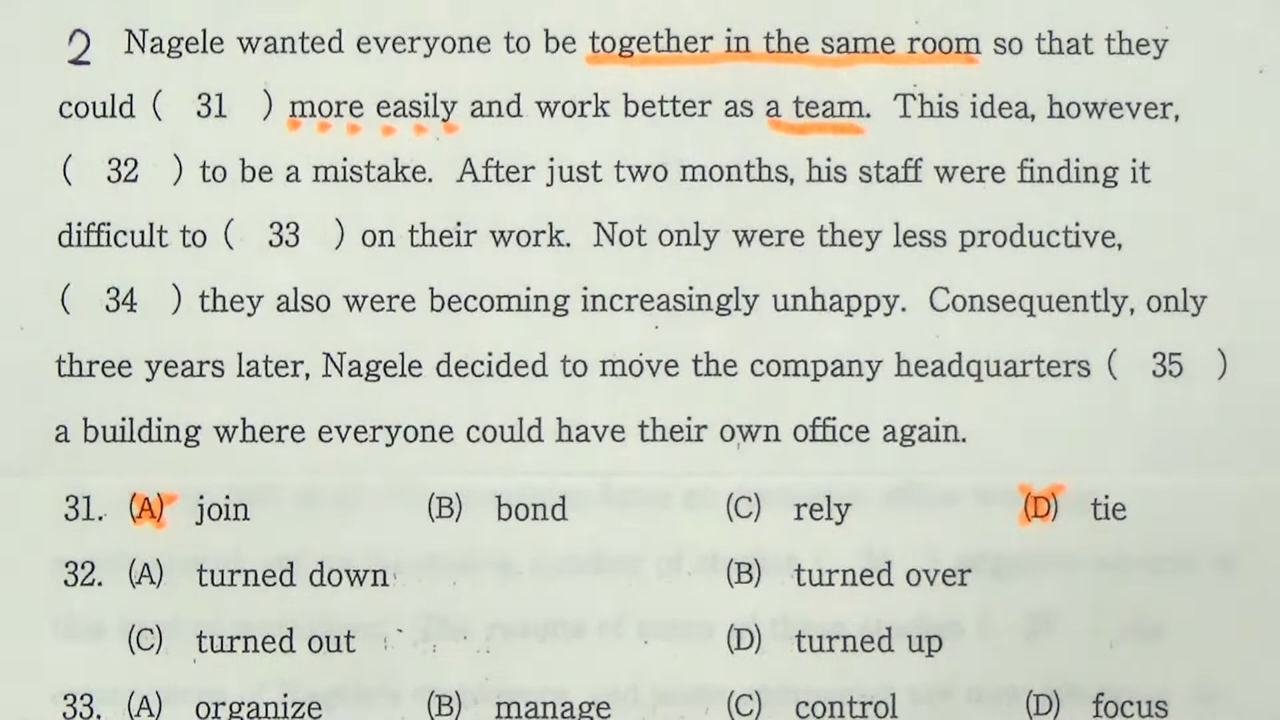 2 Nagele wanted everyone to be together in the same room so that they
could ( 31 ) more easily and work better as a team. This idea, however,
( 32 ) to be a mistake. After just two months, his staff were finding it
difficult to ( 33 ) on their work. Not only were they less productive,
( 34 ) they also were becoming increasingly unhappy. Consequently, only
three years later, Nagele decided to move the company headquarters ( 35 )
a building where everyone could have their own office again.
31. (A) join (B) bond (C) rely (D) tie
32. (A) turned down (B) turned over
(C) turned out (D) turned up
33. (A) organize (B) manage (C) control (D) focus